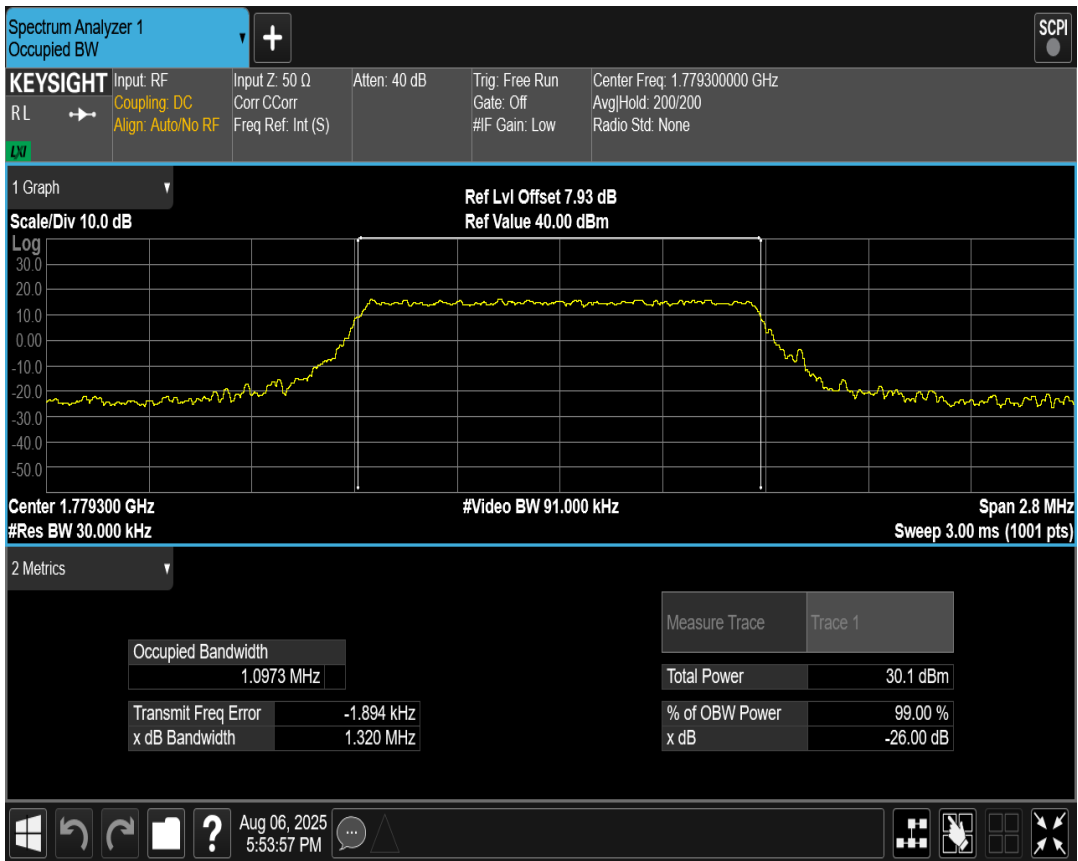 Spectrum Analyzer 1
Occupied BW
+
SCPI
KEYSIGHT
R L
LXI
Input: RF
Coupling: DC
Align: Auto/No RF
Input Z: 50 Ω
Corr CCorr
Freq Ref: Int (S)
Atten: 40 dB
Trig: Free Run
Gate: Off
#IF Gain: Low
Center Freq: 1.779300000 GHz
Avg|Hold: 200/200
Radio Std: None
1 Graph
Scale/Div 10.0 dB
Ref Lvl Offset 7.93 dB
Ref Value 40.00 dBm
Log
30.0
20.0
10.0
0.00
-10.0
-20.0
-30.0
-40.0
-50.0
Center 1.779300 GHz
#Res BW 30.000 kHz
#Video BW 91.000 kHz
Span 2.8 MHz
Sweep 3.00 ms (1001 pts)
2 Metrics
Measure Trace Trace 1
Occupied Bandwidth
1.0973 MHz
Total Power 30.1 dBm
Transmit Freq Error -1.894 kHz
% of OBW Power 99.00 %
x dB Bandwidth 1.320 MHz
x dB -26.00 dB
?
Aug 06, 2025
5:53:57 PM